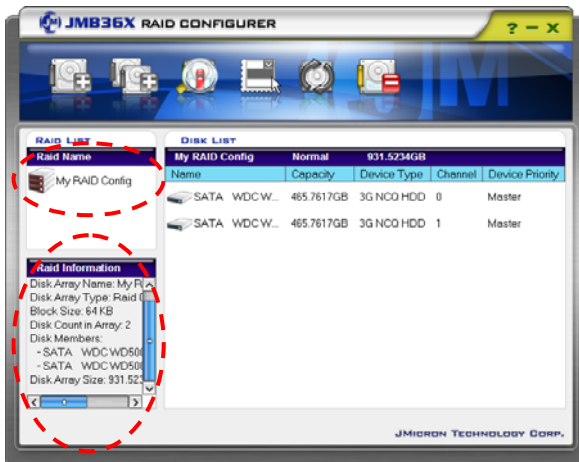 JMB36X RAID CONFIGURER
? – X
RAID LIST
Raid Name
My RAID Config
DISK LIST
My RAID Config Normal 931.5234GB
Name Capacity Device Type Channel Device Priority
SATA WDC W... 465.7617GB 3G NCQ HDD 0 Master
SATA WDC W... 465.7617GB 3G NCQ HDD 1 Master
Raid Information
Disk Array Name: My
Disk Array Type: Raid
Block Size: 64 KB
Disk Count in Array: 2
Disk Members:
- SATA WDC WD500
- SATA WDC WD500
Disk Array Size: 931.52
JMICRON TECHNOLOGY CORP.